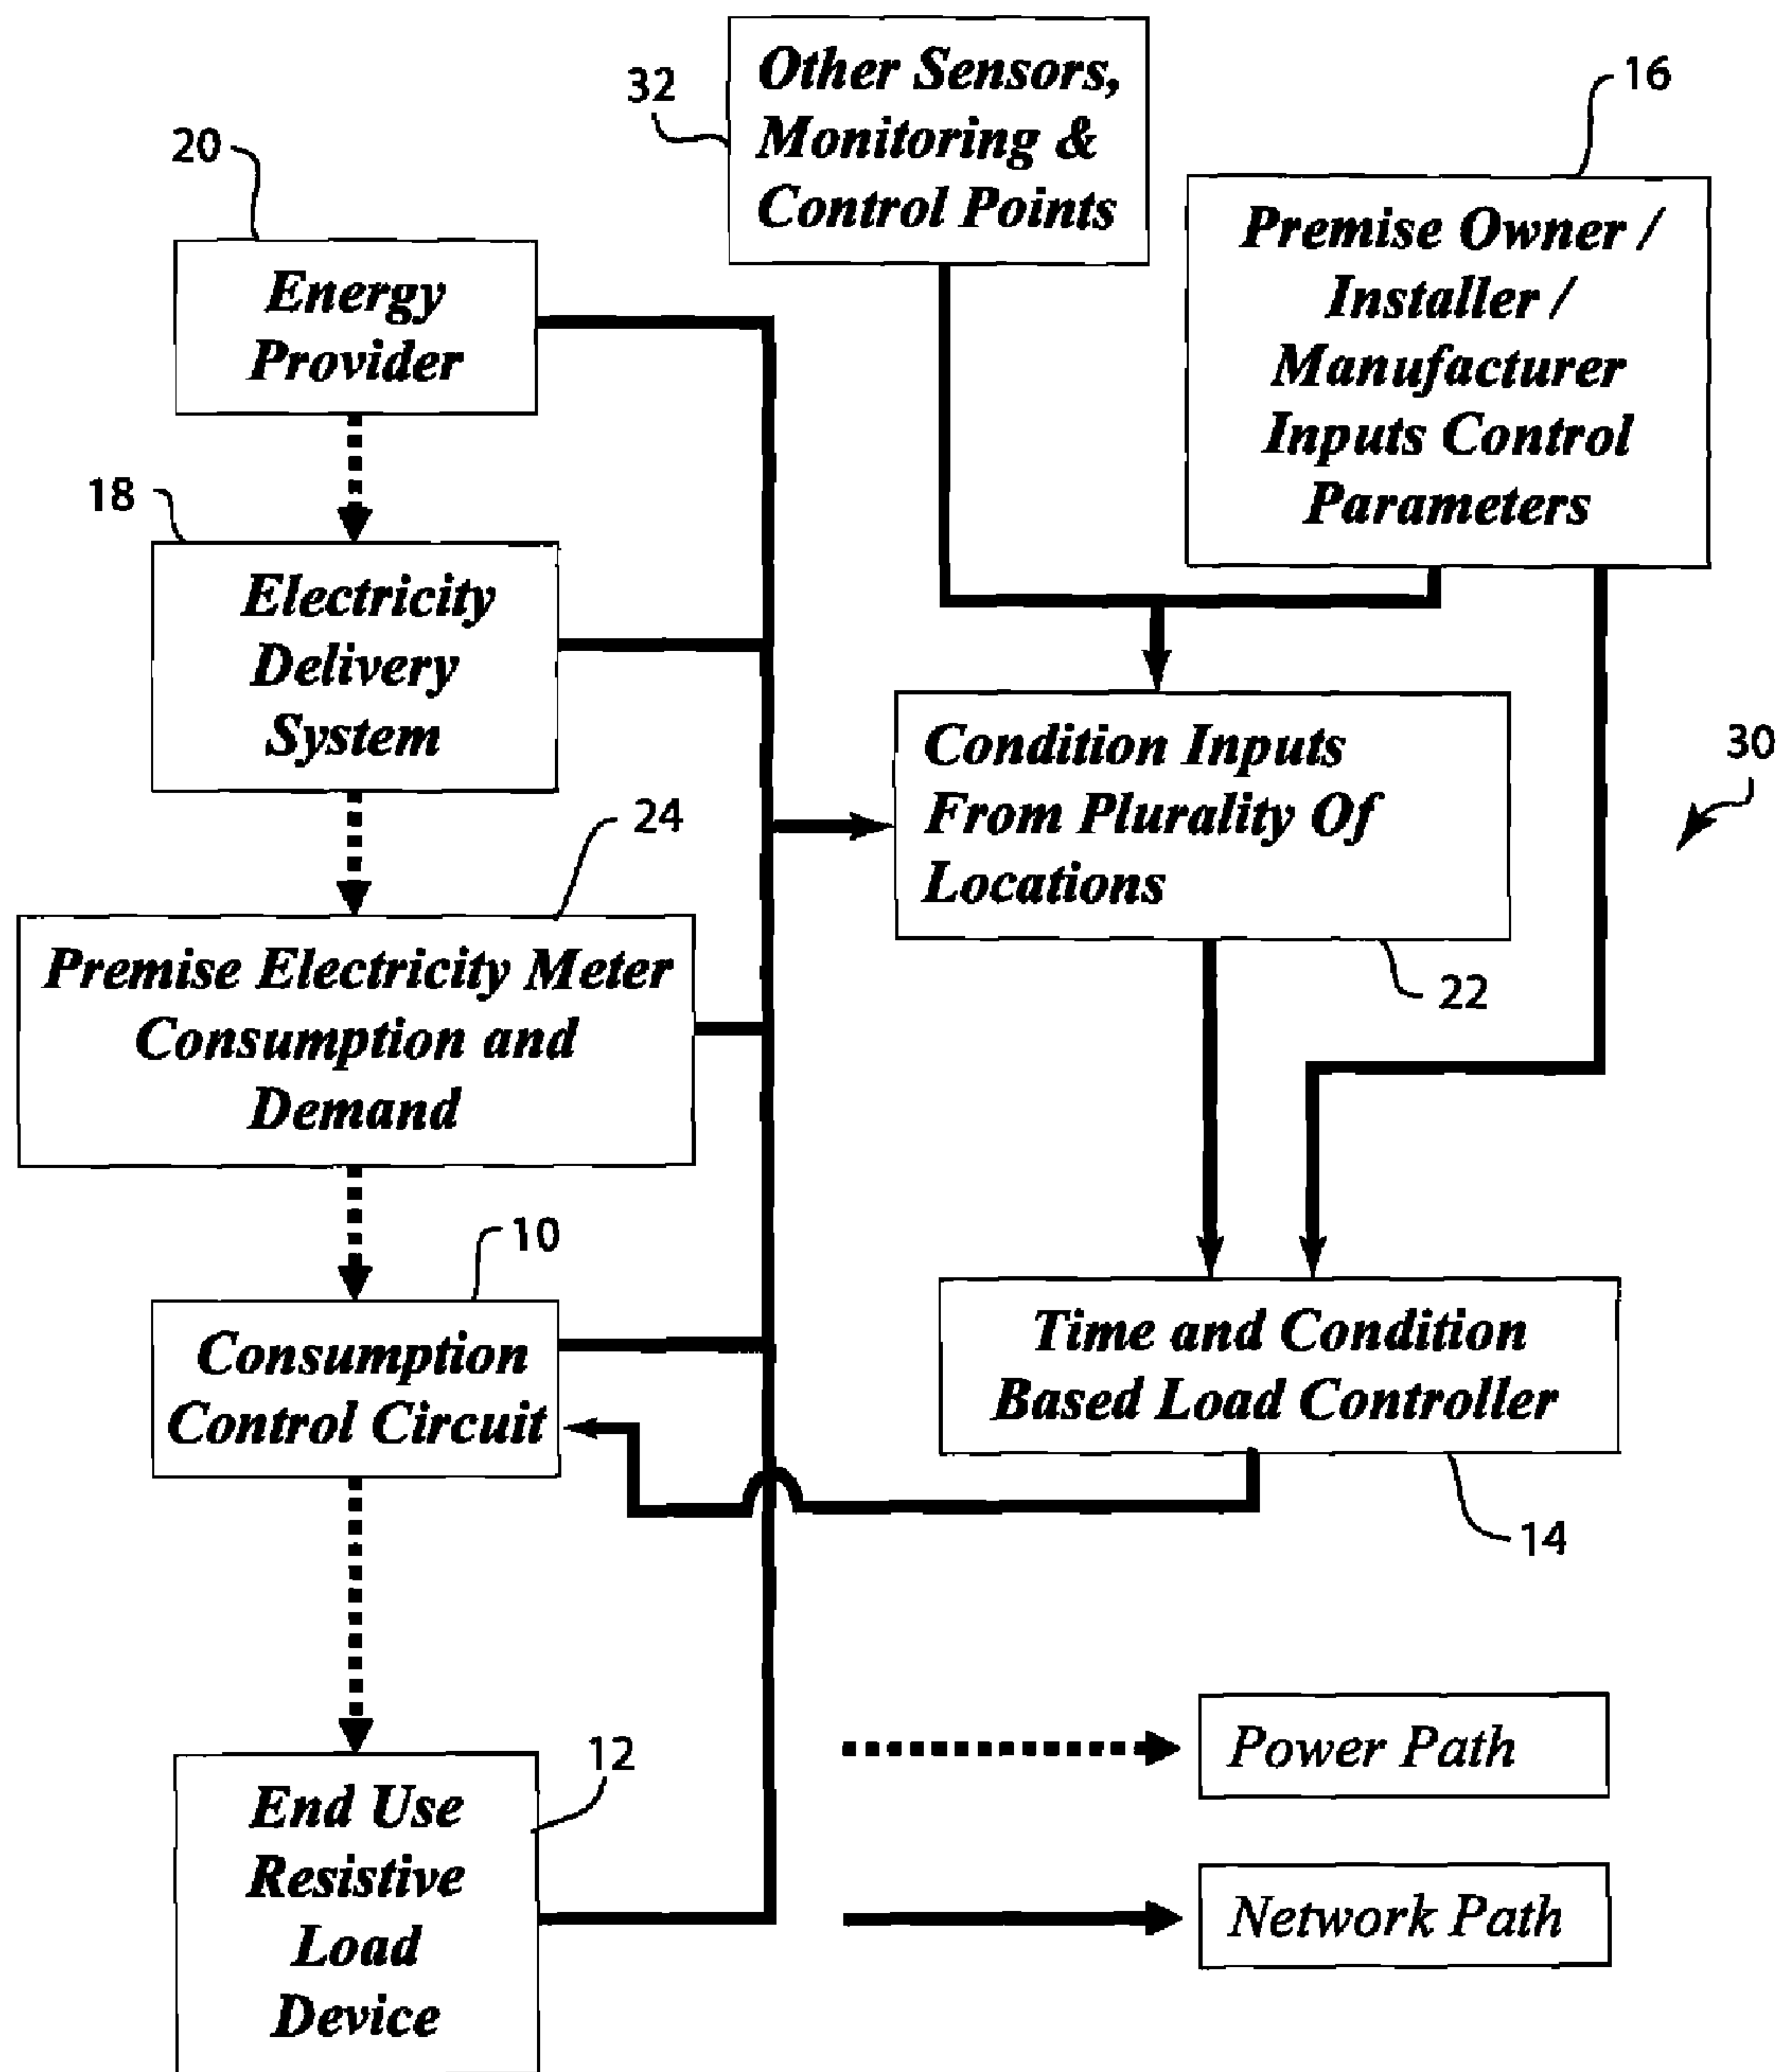 32
Other Sensors,
Monitoring &
Control Points
16
Premise Owner /
Installer /
Manufacturer
Inputs Control
Parameters
20
Energy
Provider
18
Electricity
Delivery
System
Condition Inputs
From Plurality Of
Locations
22
30
24
Premise Electricity Meter
Consumption and
Demand
10
Consumption
Control Circuit
Time and Condition
Based Load Controller
14
12
End Use
Resistive
Load
Device
Power Path
Network Path